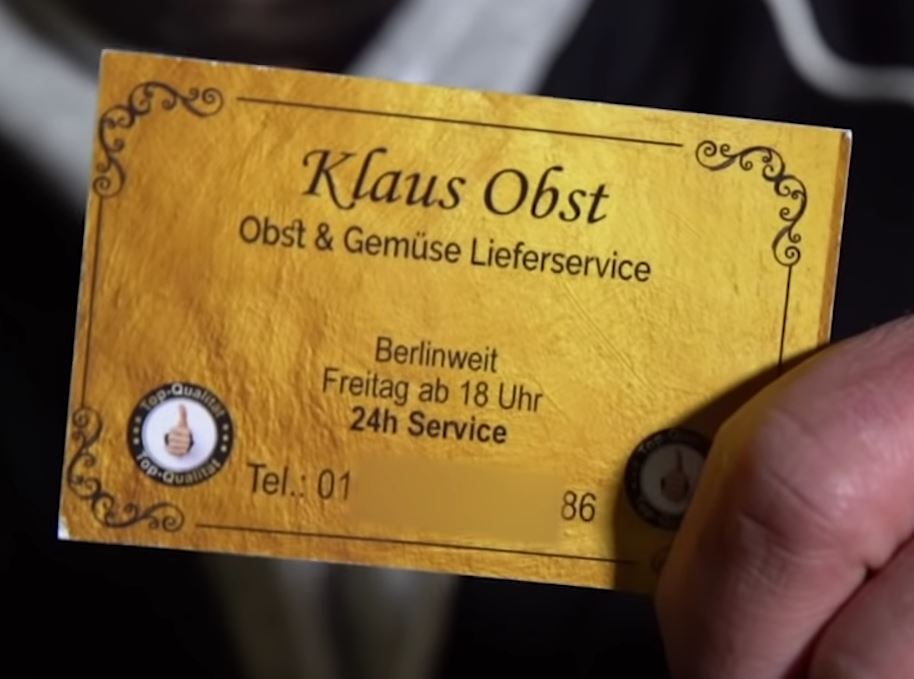 Klaus Obst
Obst & Gemüse Lieferservice
Berlinweit
Freitag ab 18 Uhr
24h Service
Tel.: 01 86
Top-Qualität
Top-Qualität
Top-